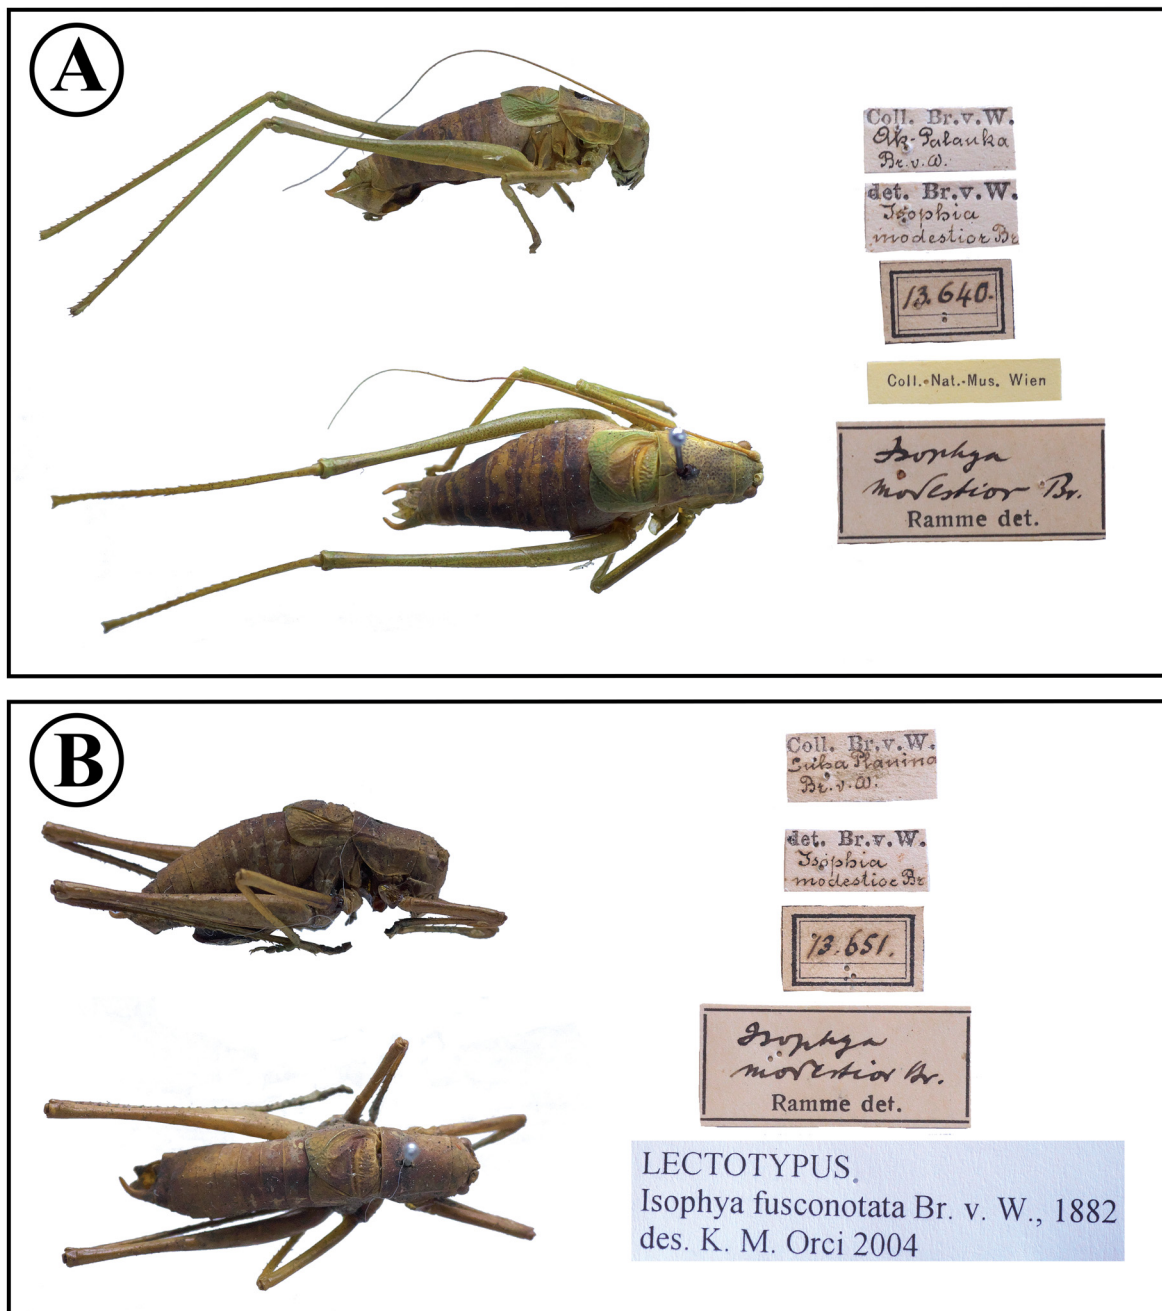 A
Coll. Br.v.W.
Ak-Palanka
Br.v.W.
det. Br.v.W.
Isophia
modestior Br
13.640.
Coll.-Nat.-Mus. Wien
Isophya
modestior Br.
Ramme det.
B
Coll. Br.v.W.
Suha Planina
Br.v.W.
det. Br.v.W.
Isophia
modestior Br
13.651.
Isophya
modestior Br.
Ramme det.
LECTOTYPUS
Isophya fusconotata Br. v. W., 1882
des. K. M. Orci 2004